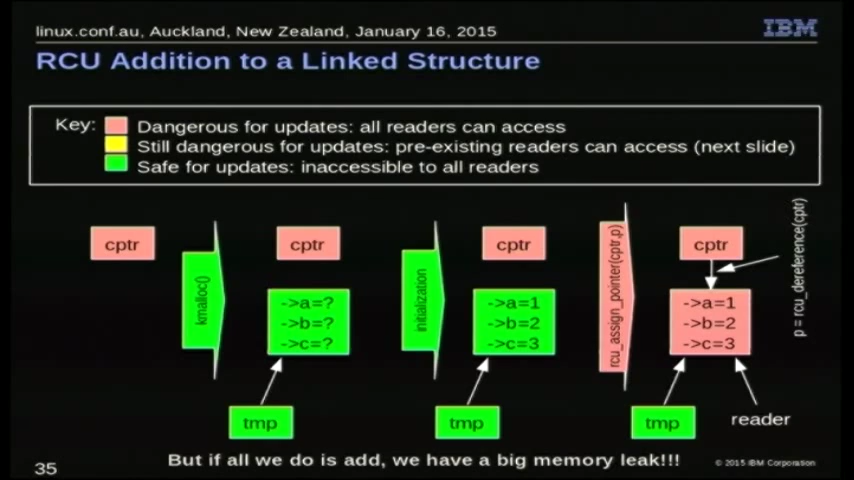 linux.conf.au, Auckland, New Zealand, January 16, 2015
IBM
RCU Addition to a Linked Structure
Key:
Dangerous for updates: all readers can access
Still dangerous for updates: pre-existing readers can access (next slide)
Safe for updates: inaccessible to all readers
cptr
kmalloc()
cptr
->a=?
->b=?
->c=?
tmp
initialization
cptr
->a=1
->b=2
->c=3
tmp
rcu_assign_pointer(cptr,p)
cptr
->a=1
->b=2
->c=3
tmp
reader
p = rcu_dereference(cptr)
But if all we do is add, we have a big memory leak!!!
35
© 2015 IBM Corporation